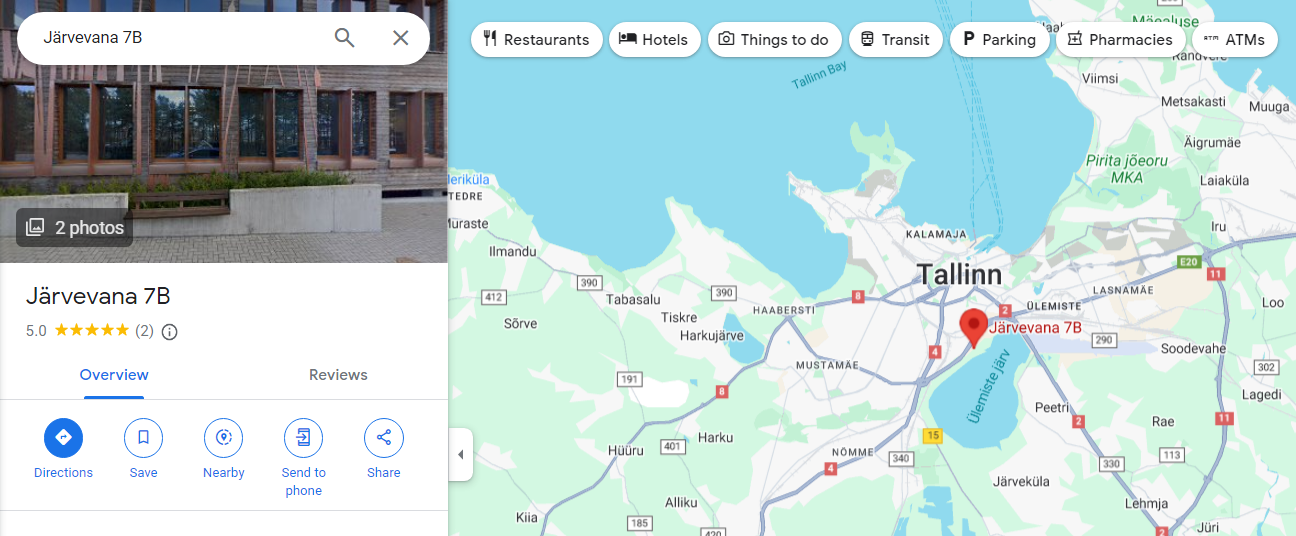 Järvevana 7B
2 photos
Järvevana 7B
5.0 (2)
Overview
Reviews
Directions
Save
Nearby
Send to
phone
Share
Restaurants
Hotels
Things to do
Transit
Parking
Pharmacies
ATMs
Mäealuse
Randvere
Tallinn Bay
Viimsi
Metsakasti
Muuga
Äigrumäe
Pirita jõeoru
MKA
Laiaküla
TEDRE
Ilmandu
KALAMAJA
Iru
E20
11
Tallinn
390
412
390
8
LASNAMÄE
Tabasalu
ÜLEMISTE
Loo
HAABERSTI
2
Sõrve
Tiskre
Järvevana 7B
Harkujärve
290
4
Soodevahe
MUSTAMÄE
302
191
8
Ülemiste järv
Lagedi
Peetri
11
2
Rae
15
Harku
401
Hüüru
NÕMME
340
113
4
330
Järveküla
Alliku
Lehmja
Kiia
185
420
2
Jüri